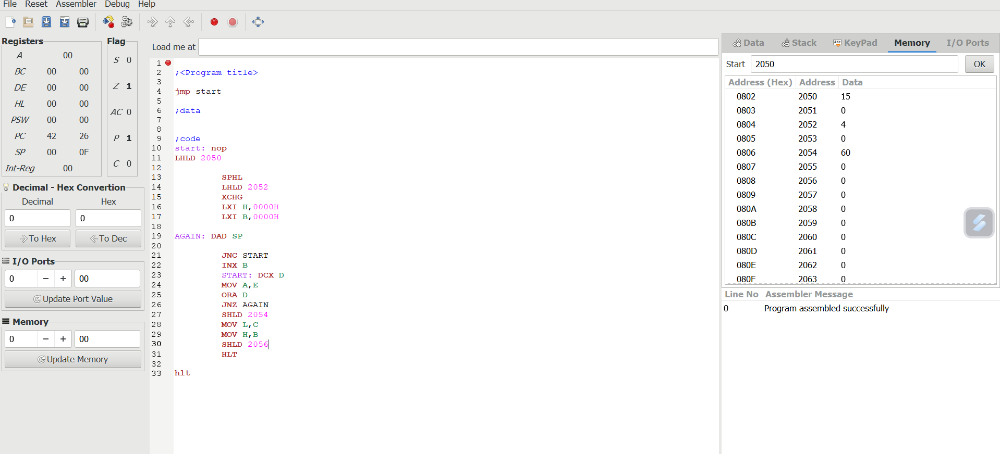 File Reset Assembler Debug Help
Registers
A 00
BC 00 00
DE 00 00
HL 00 00
PSW 00 00
PC 42 26
SP 00 0F
Int-Reg 00
Flag
S 0
Z 1
AC 0
P 1
C 0
Decimal - Hex Convertion
Decimal Hex
0 0
To Hex To Dec
I/O Ports
0 − + 00
Update Port Value
Memory
0 − + 00
Update Memory
Load me at
1
2 ;<Program title>
3
4 jmp start
5
6 ;data
7
8
9 ;code
10 start: nop
11 LHLD 2050
12
13 SPHL
14 LHLD 2052
15 XCHG
16 LXI H,0000H
17 LXI B,0000H
18
19 AGAIN: DAD SP
20
21 JNC START
22 INX B
23 START: DCX D
24 MOV A,E
25 ORA D
26 JNZ AGAIN
27 SHLD 2054
28 MOV L,C
29 MOV H,B
30 SHLD 2056
31 HLT
32
33 hlt
Data Stack Abc KeyPad Memory I/O Ports
Start 2050 OK
Address (Hex) Address Data
0802 2050 15
0803 2051 0
0804 2052 4
0805 2053 0
0806 2054 60
0807 2055 0
0808 2056 0
0809 2057 0
080A 2058 0
080B 2059 0
080C 2060 0
080D 2061 0
080E 2062 0
080F 2063 0
Line No Assembler Message
0 Program assembled successfully